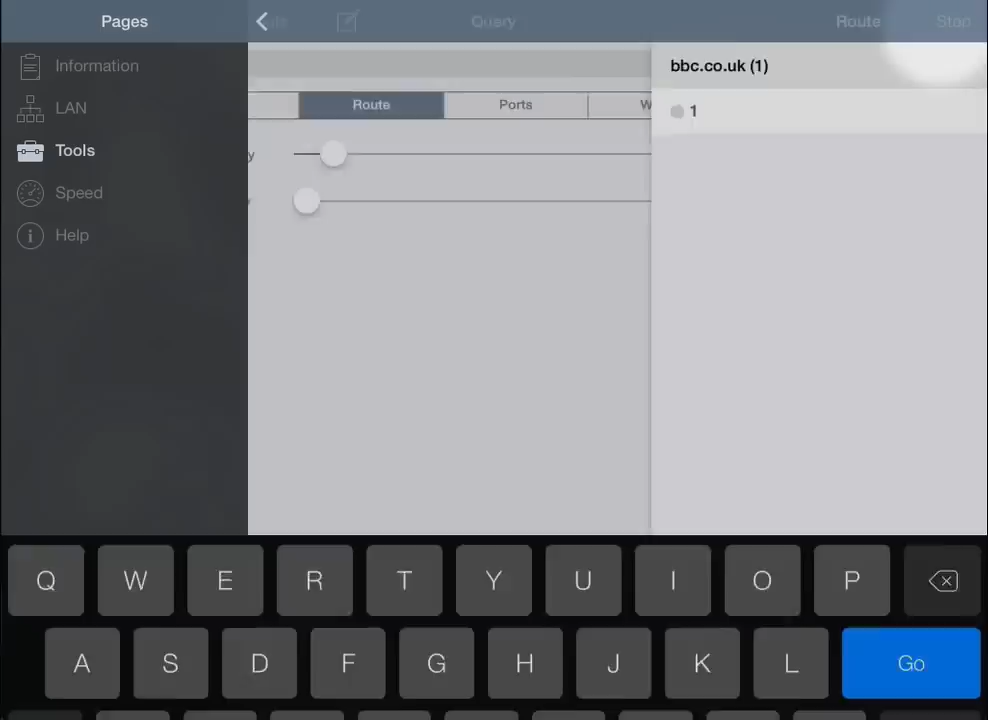 Pages
Query
Route
Stop
Information
bbc.co.uk (1)
LAN
Route
Ports
W
1
Tools
y
Speed
Help
Q W E R T Y U I O P
A S D F G H J K L Go